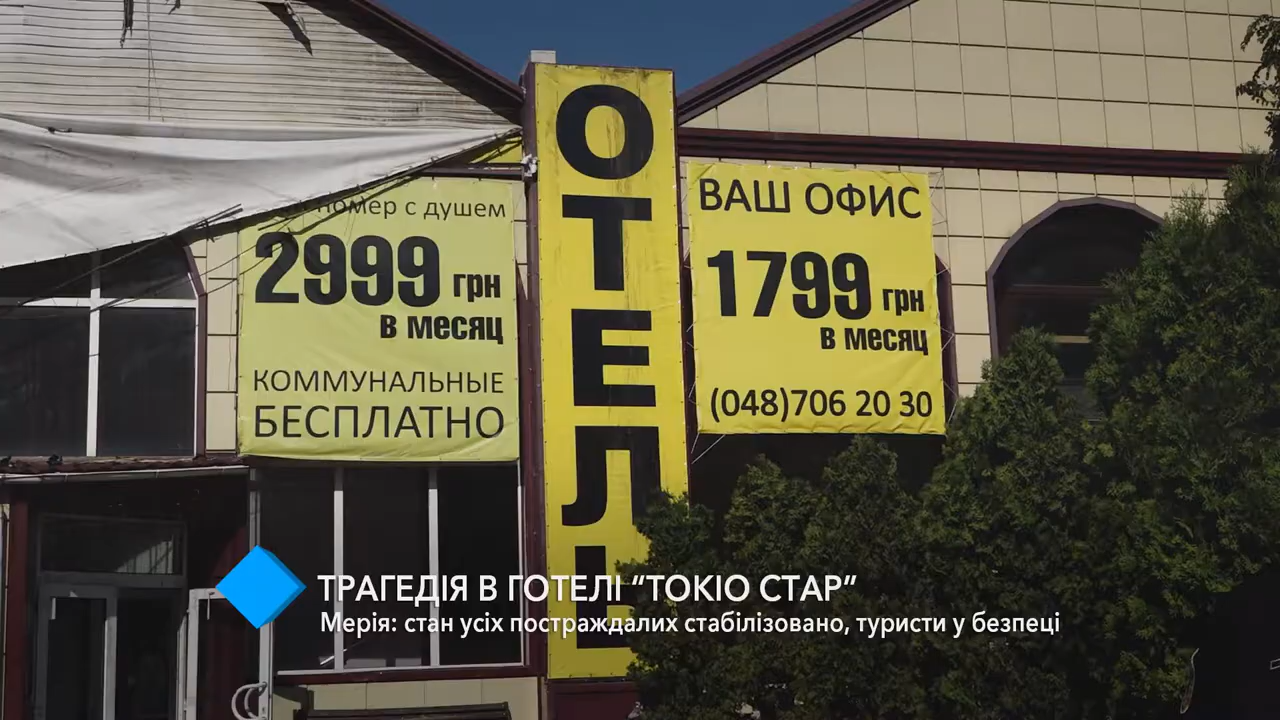 номер с душем
2999 грн
в месяц
КОММУНАЛЬНЫЕ
БЕСПЛАТНО
ОТЕЛЬ
ВАШ ОФИС
1799 грн
в месяц
(048)706 20 30
ТРАГЕДІЯ В ГОТЕЛІ “ТОКІО СТАР”
Мерія: стан усіх постраждалих стабілізовано, туристи у безпеці